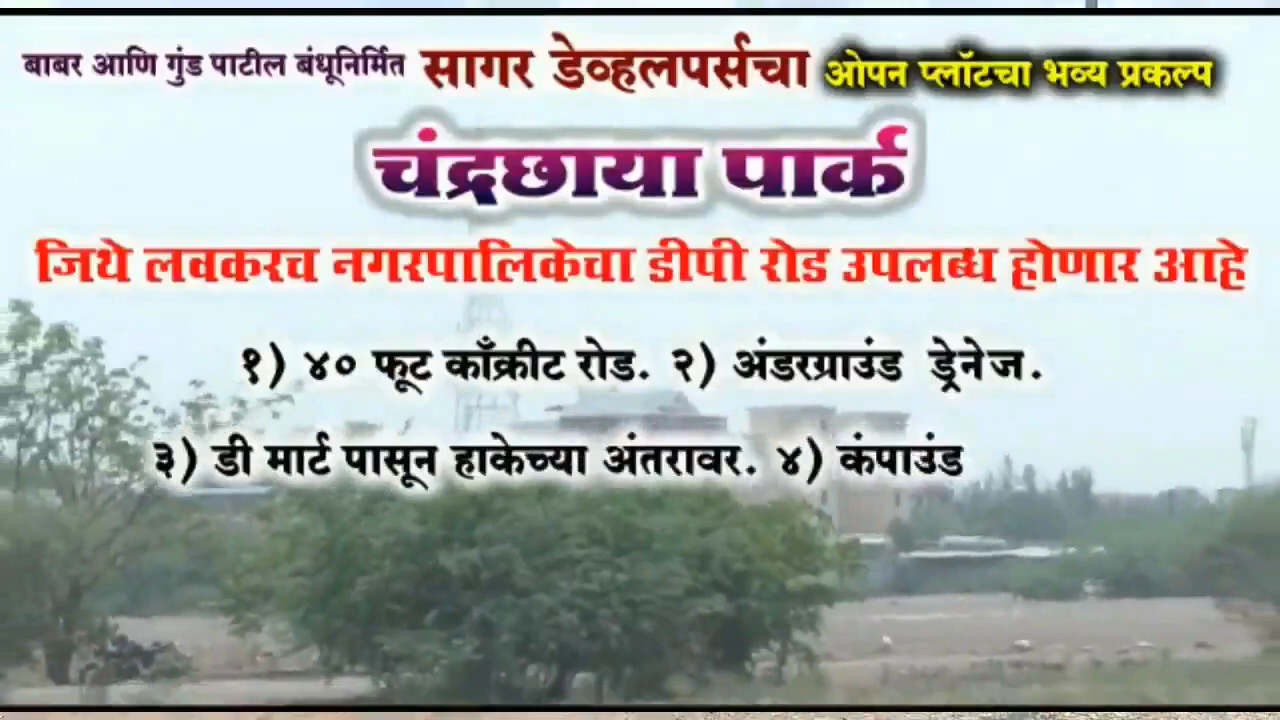 बाबर आणि गुंड पाटील बंधूनिर्मित सागर डेव्हलपर्सचा ओपन प्लॉटचा भव्य प्रकल्प
चंद्रछाया पार्क
जिथे लवकरच नगरपालिकेचा डीपी रोड उपलब्ध होणार आहे
१) ४० फूट काँक्रीट रोड. २) अंडरग्राउंड ड्रेनेज.
३) डी मार्ट पासून हाकेच्या अंतरावर. ४) कंपाउंड